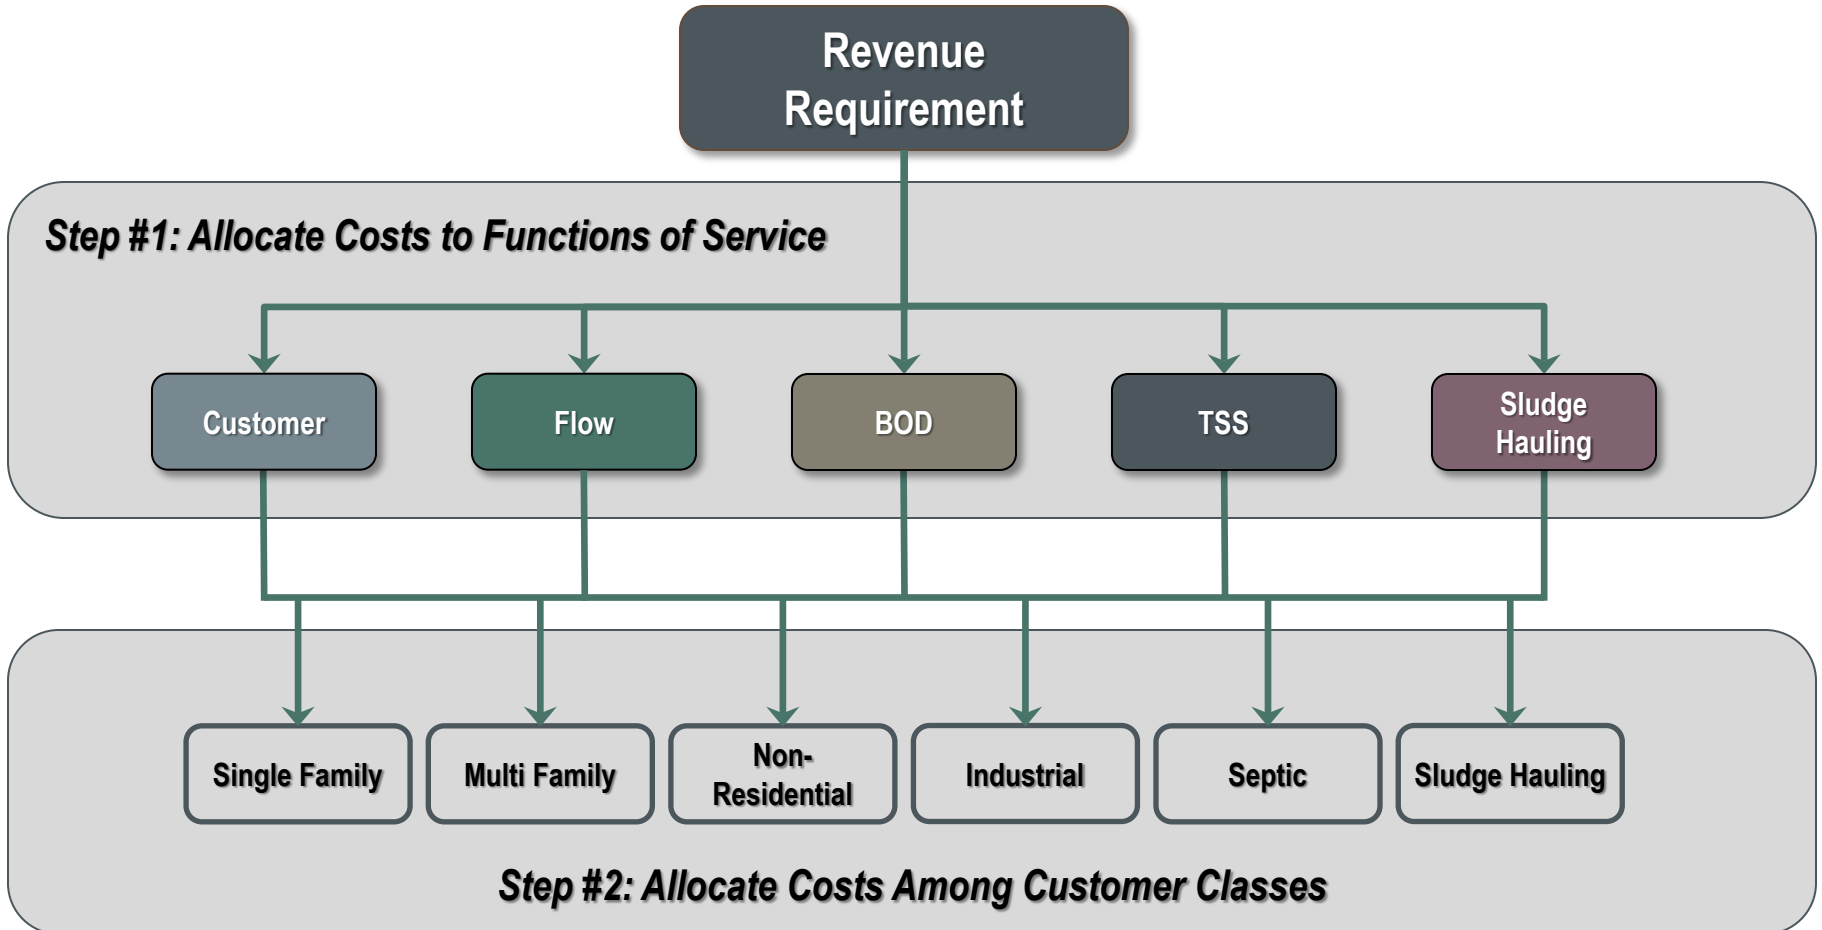 Revenue
Requirement
Step #1: Allocate Costs to Functions of Service
Customer
Flow
BOD
TSS
Sludge
Hauling
Single Family
Multi Family
Non-
Residential
Industrial
Septic
Sludge Hauling
Step #2: Allocate Costs Among Customer Classes